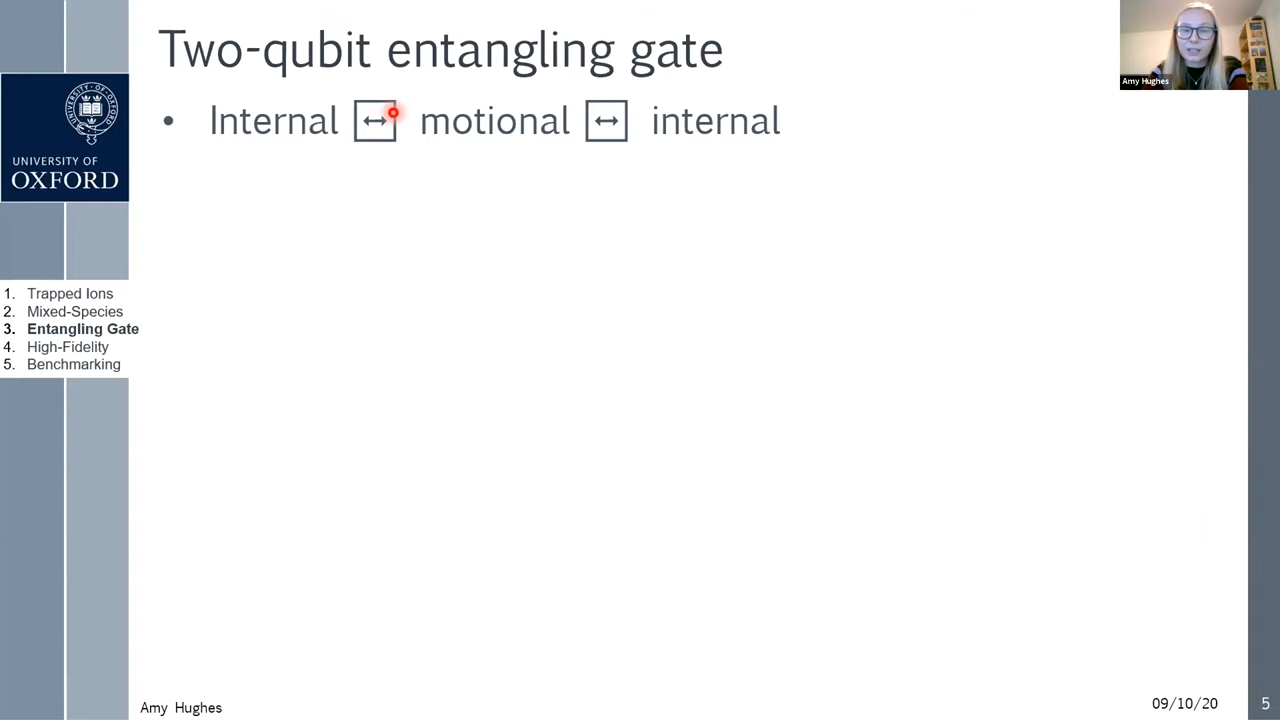 Two-qubit entangling gate
• Internal ↔ motional ↔ internal
Amy Hughes
UNIVERSITY OF
OXFORD
1. Trapped Ions
2. Mixed-Species
3. Entangling Gate
4. High-Fidelity
5. Benchmarking
Amy Hughes
09/10/20
5